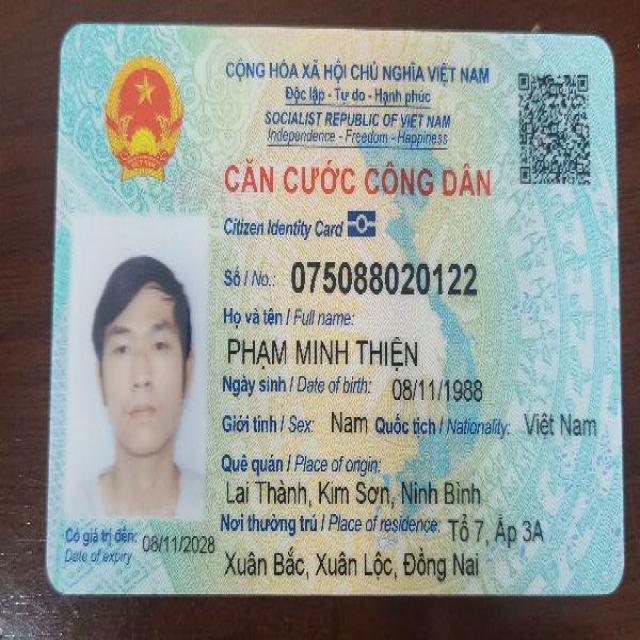 CỘNG HÒA XÃ HỘI CHỦ NGHĨA VIỆT NAM
Độc lập - Tự do - Hạnh phúc
SOCIALIST REPUBLIC OF VIET NAM
Independence - Freedom - Happiness
CĂN CƯỚC CÔNG DÂN
Citizen Identity Card
Số / No.: 075088020122
Họ và tên / Full name:
PHẠM MINH THIỆN
Ngày sinh / Date of birth: 08/11/1988
Giới tính / Sex: Nam Quốc tịch / Nationality: Việt Nam
Quê quán / Place of origin:
Lai Thành, Kim Sơn, Ninh Bình
Nơi thường trú / Place of residence: Tổ 7, Ấp 3A
Xuân Bắc, Xuân Lộc, Đồng Nai
Có giá trị đến: 08/11/2028
Date of expiry